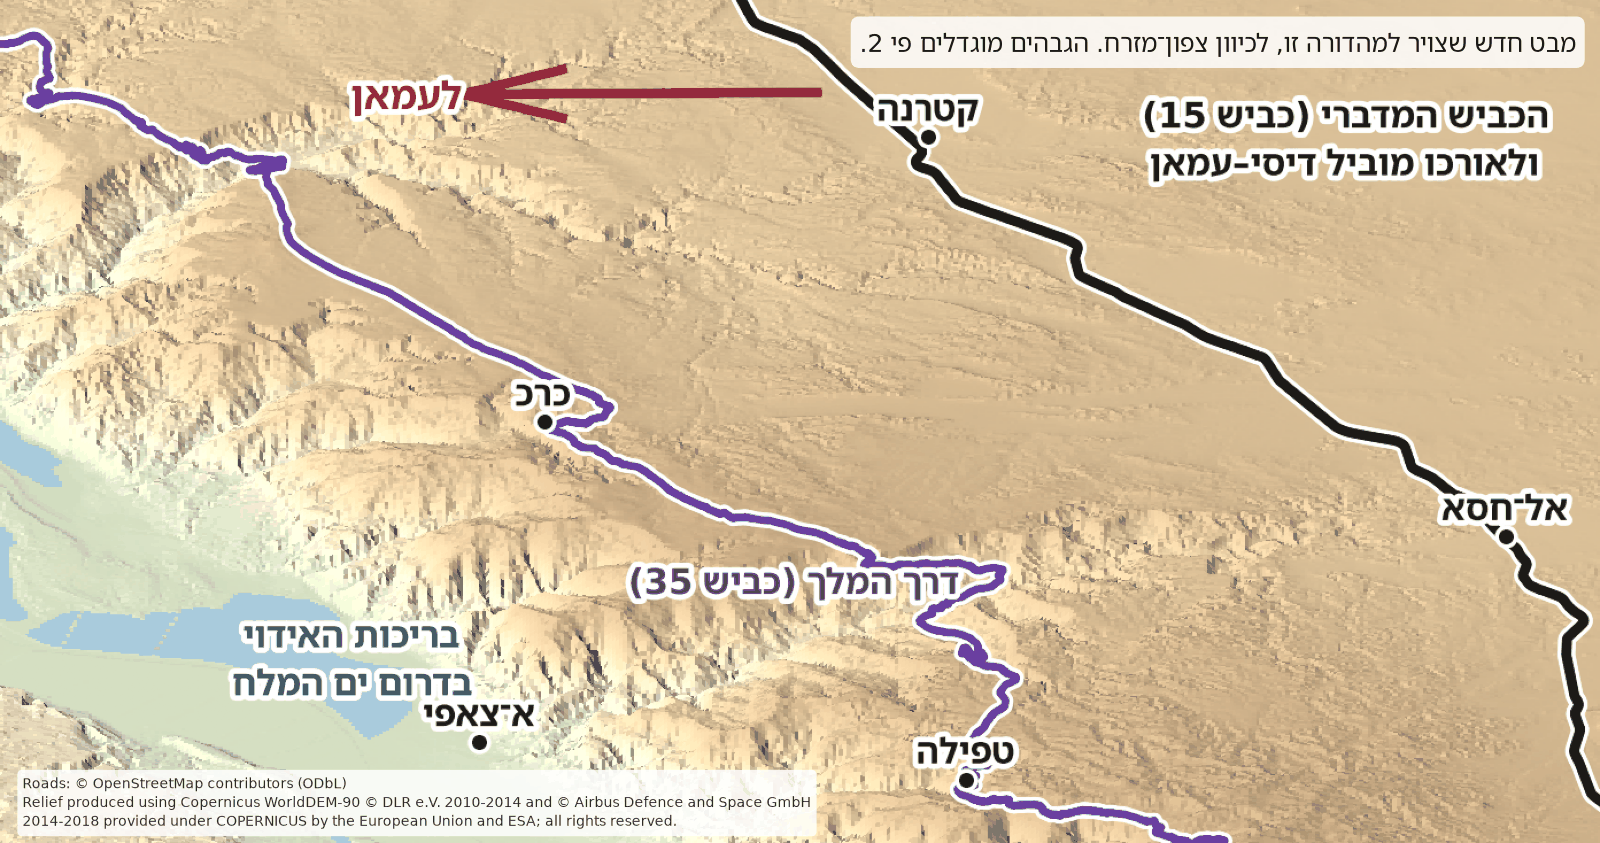 מבט חדש שצויר למהדורה זו, לכיוון צפון־מזרח. הגבהים מוגדלים פי 2.
לעמאן
קטרנה
הכביש המדברי (כביש 15)
ולאורכו מוביל דיסי–עמאן
כרכ
אל־חסא
דרך המלך (כביש 35)
בריכות האידוי
בדרום ים המלח
א־צאפי
טפילה
Roads: © OpenStreetMap contributors (ODbL)
Relief produced using Copernicus WorldDEM-90 © DLR e.V. 2010-2014 and © Airbus Defence and Space GmbH
2014-2018 provided under COPERNICUS by the European Union and ESA; all rights reserved.